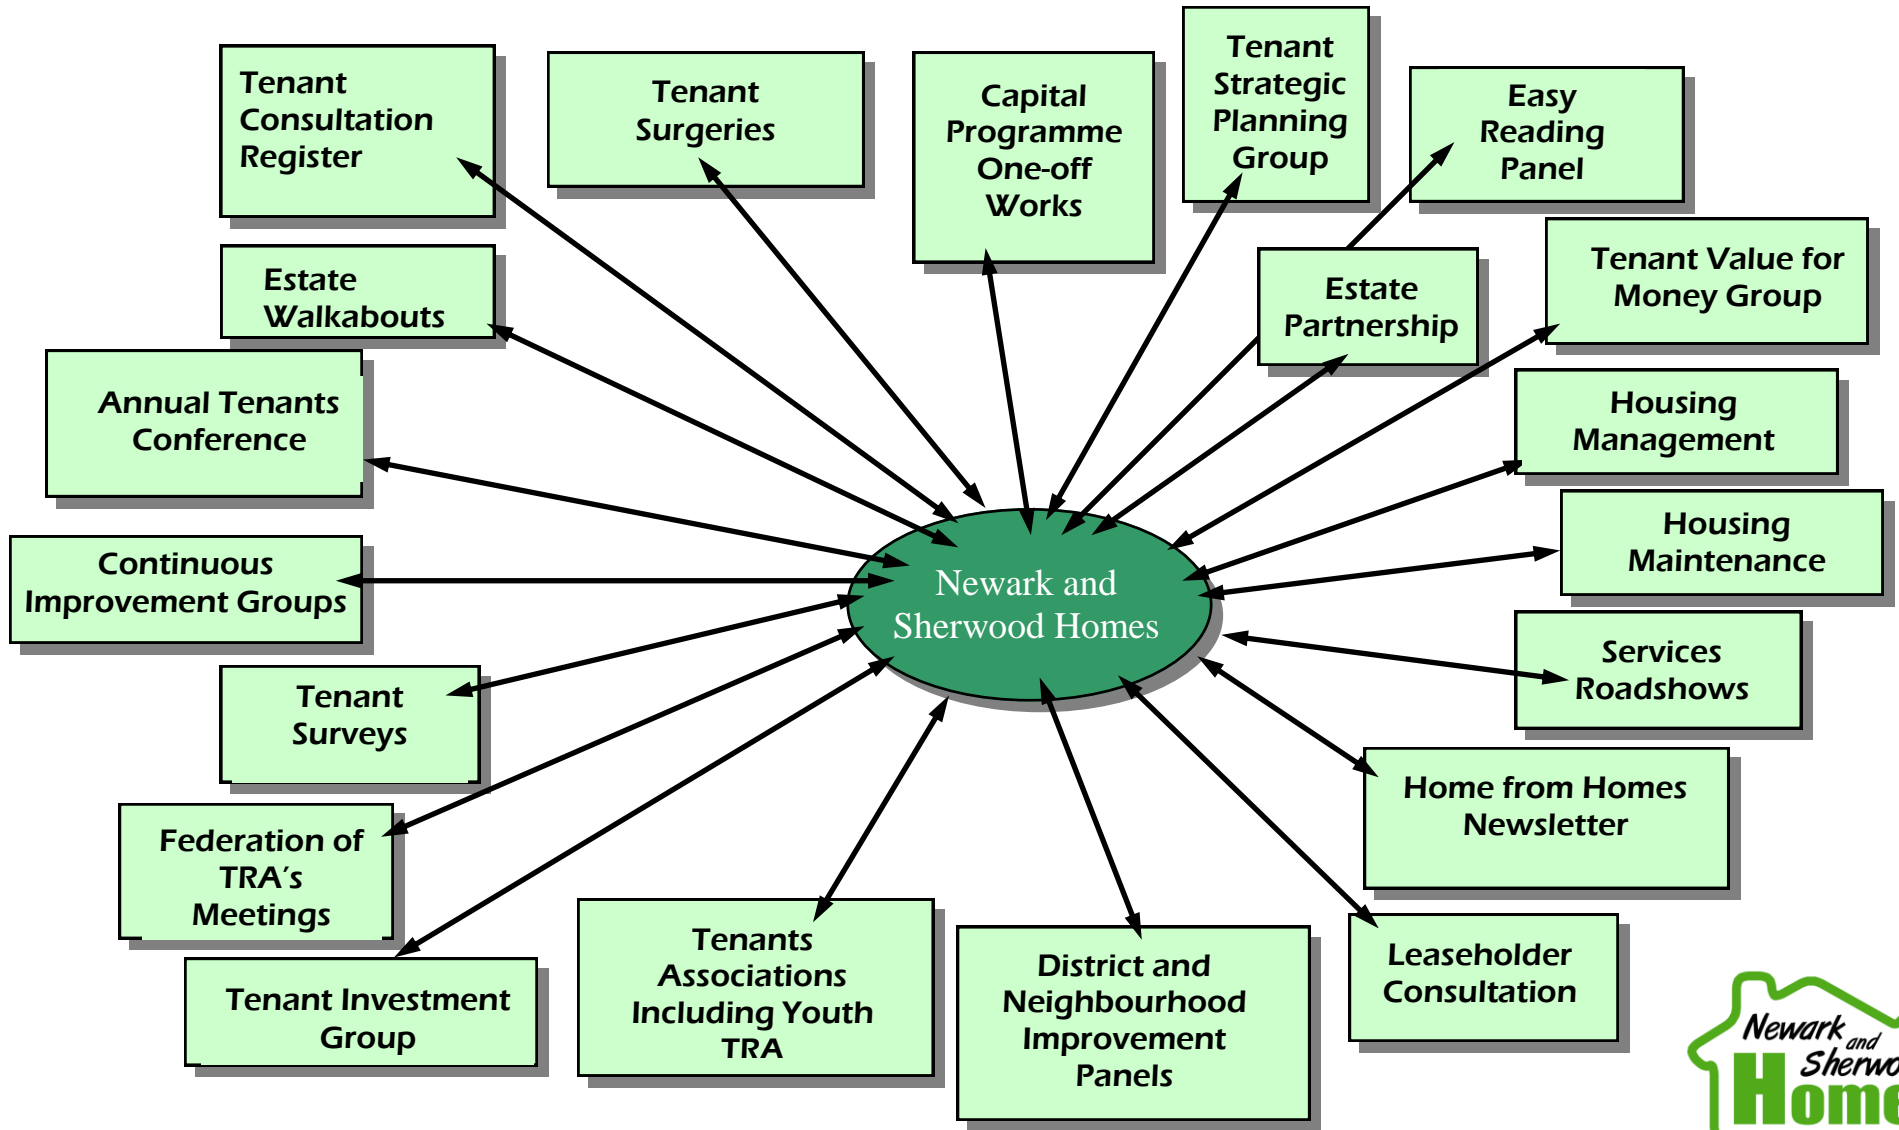 Tenant
Consultation
Register
Tenant
Surgeries
Capital
Programme
One-off
Works
Tenant
Strategic
Planning
Group
Easy
Reading
Panel
Estate
Walkabouts
Estate
Partnership
Tenant Value for
Money Group
Annual Tenants
Conference
Housing
Management
Continuous
Improvement Groups
Newark and
Sherwood Homes
Housing
Maintenance
Tenant
Surveys
Services
Roadshows
Federation of
TRA's
Meetings
Home from Homes
Newsletter
Tenant Investment
Group
Tenants
Associations
Including Youth
TRA
District and
Neighbourhood
Improvement
Panels
Leaseholder
Consultation
Newark
and
Sherwo
Home